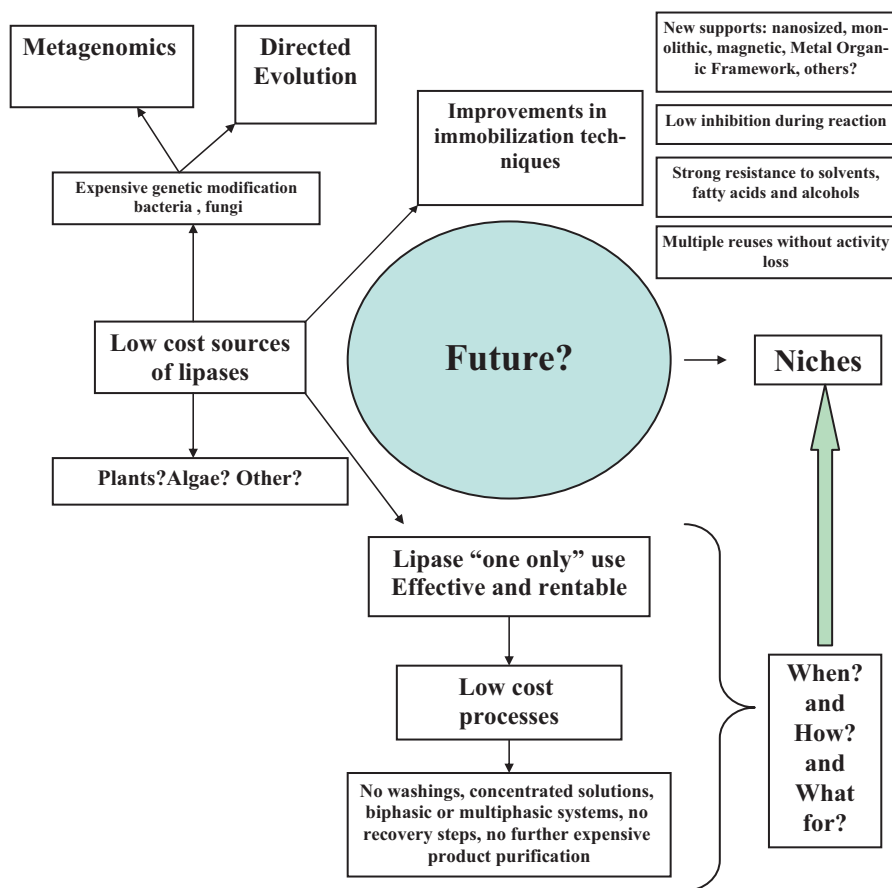 Metagenomics
Directed
Evolution
New supports: nanosized, mon-
olithic, magnetic, Metal Organ-
ic Framework, others?
Improvements in
immobilization tech-
niques
Low inhibition during reaction
Expensive genetic modification
bacteria , fungi
Strong resistance to solvents,
fatty acids and alcohols
Multiple reuses without activity
loss
Low cost sources
of lipases
Future?
Niches
Plants?Algae? Other?
Lipase “one only” use
Effective and rentable
Low cost
processes
When?
and
How?
and
What
for?
No washings, concentrated solutions,
biphasic or multiphasic systems, no
recovery steps, no further expensive
product purification